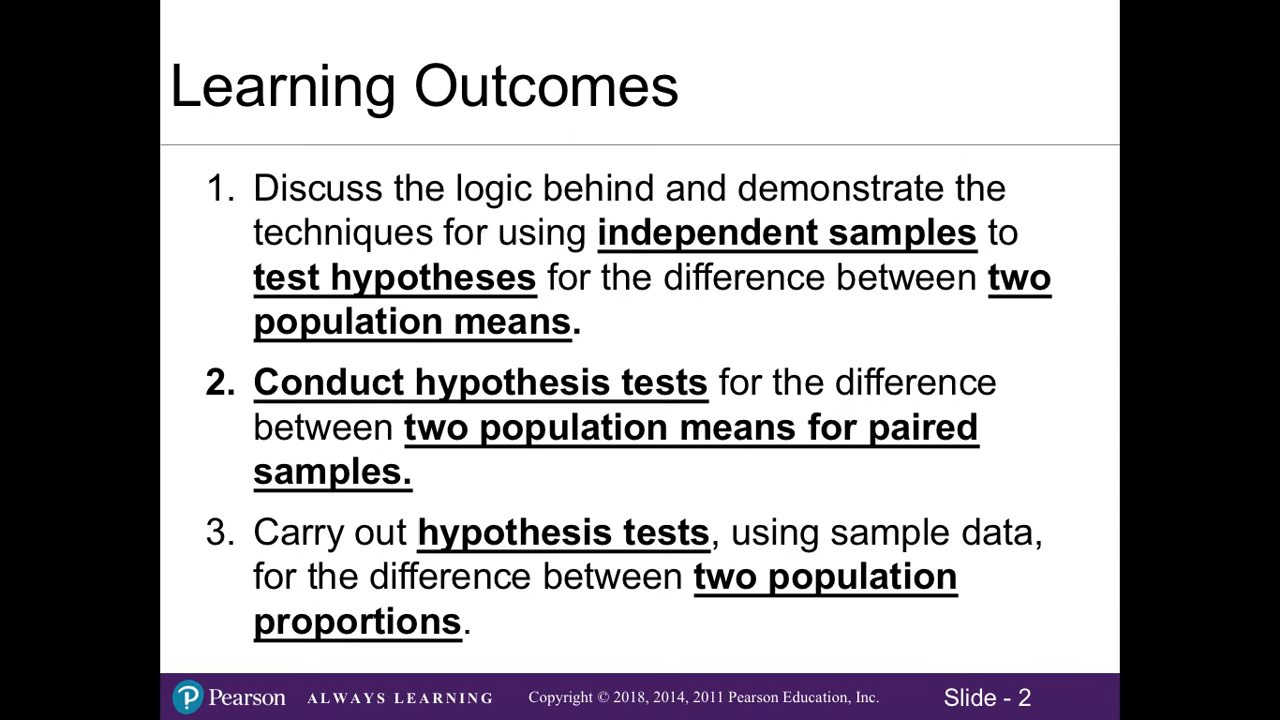 Learning Outcomes
1. Discuss the logic behind and demonstrate the
techniques for using independent samples to
test hypotheses for the difference between two
population means.
2. Conduct hypothesis tests for the difference
between two population means for paired
samples.
3. Carry out hypothesis tests, using sample data,
for the difference between two population
proportions.
P Pearson ALWAYS LEARNING Copyright © 2018, 2014, 2011 Pearson Education, Inc. Slide - 2